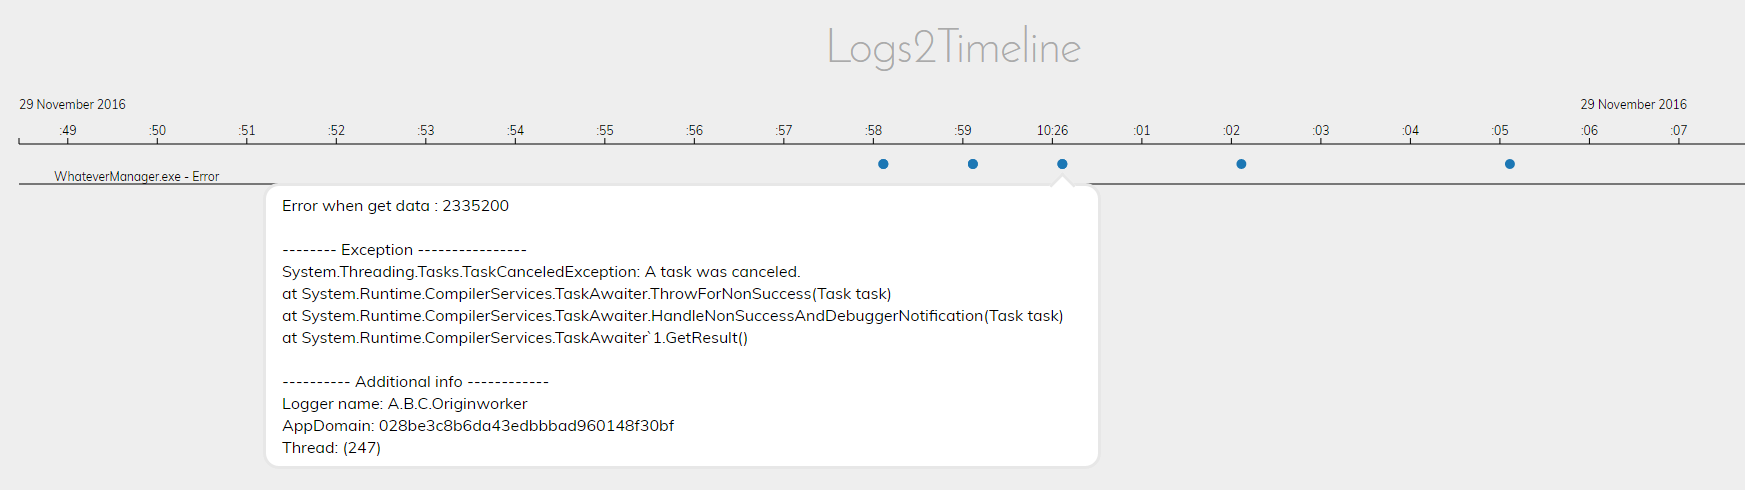 Logs2Timeline
29 November 2016 29 November 2016
:49 :50 :51 :52 :53 :54 :55 :56 :57 :58 :59 10:26 :01 :02 :03 :04 :05 :06 :07
WhateverManager.exe - Error
Error when get data : 2335200
-------- Exception ----------------
System.Threading.Tasks.TaskCanceledException: A task was canceled.
at System.Runtime.CompilerServices.TaskAwaiter.ThrowForNonSuccess(Task task)
at System.Runtime.CompilerServices.TaskAwaiter.HandleNonSuccessAndDebuggerNotification(Task task)
at System.Runtime.CompilerServices.TaskAwaiter`1.GetResult()
---------- Additional info ------------
Logger name: A.B.C.Originworker
AppDomain: 028be3c8b6da43edbbbad960148f30bf
Thread: (247)